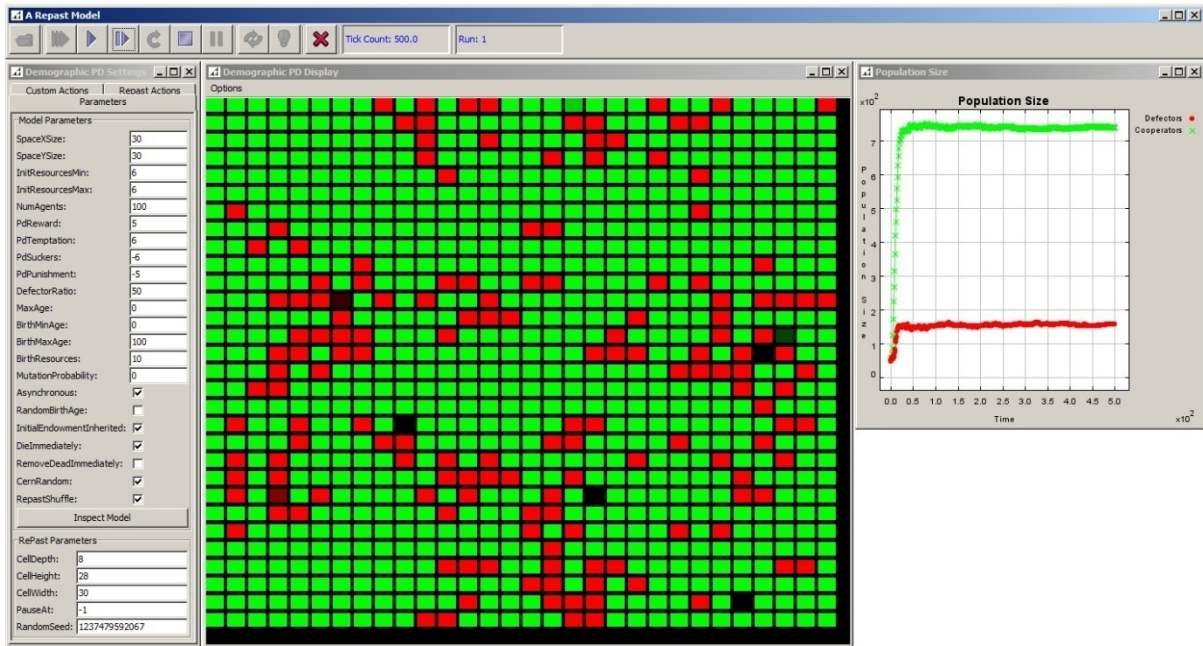 A Repast Model
Tick Count: 500.0 Run: 1
Demographic PD Settings
Custom Actions Repast Actions
Parameters
Model Parameters
SpaceXSize: 30
SpaceYSize: 30
InitResourcesMin: 6
InitResourcesMax: 6
NumAgents: 100
PdReward: 5
PdTemptation: 6
PdSuckers: -6
PdPunishment: -5
DefectorRatio: 50
MaxAge: 0
BirthMinAge: 0
BirthMaxAge: 100
BirthResources: 10
MutationProbability: 0
Asynchronous:
RandomBirthAge:
InitialEndowmentInherited:
DieImmediately:
RemoveDeadImmediately:
CernRandom:
RepastShuffle:
Inspect Model
RePast Parameters
CellDepth: 8
CellHeight: 28
CellWidth: 30
PauseAt: -1
RandomSeed: 1237479592067
Demographic PD Display
Options
Population Size
Population Size
x10²
Defectors
Cooperators
7
6
5
4
3
2
1
0
Population Size
0.0 0.5 1.0 1.5 2.0 2.5 3.0 3.5 4.0 4.5 5.0
Time
x10²